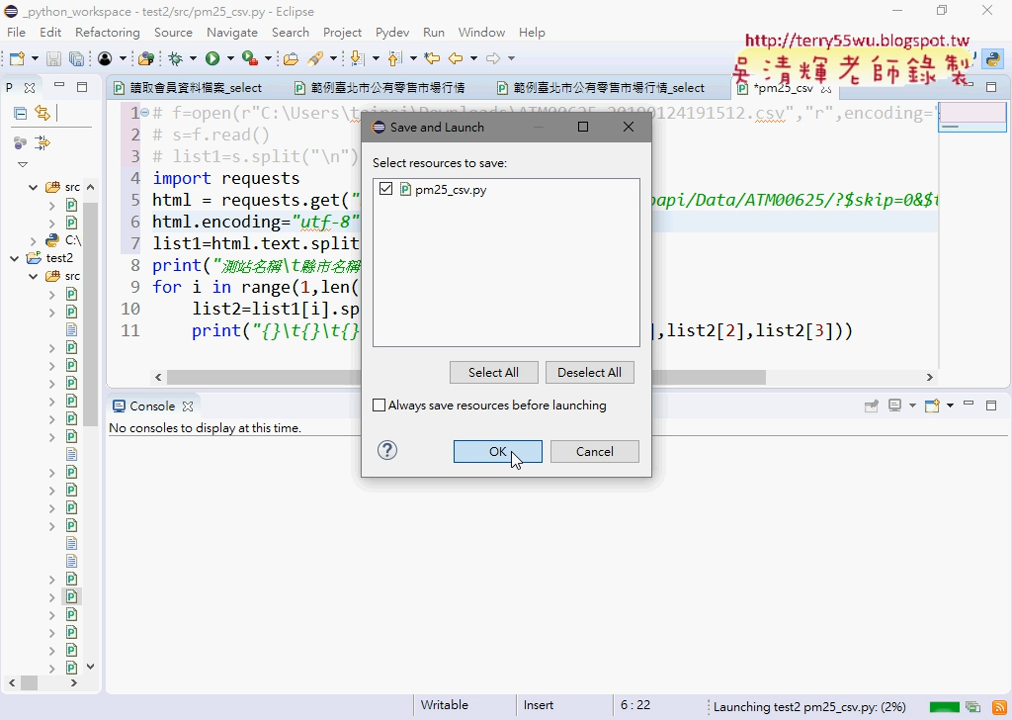 _python_workspace - test2/src/pm25_csv.py - Eclipse
File Edit Refactoring Source Navigate Search Project Pydev Run Window Help
http://terry55wu.blogspot.tw
吳清輝老師錄製
P
讀取會員資料檔案_select
範例臺北市公有零售市場行情
範例臺北市公有零售市場行情_select
*pm25_csv
src
C:\
test2
src
1 # f=open(r"C:\Users\taipei\Downloads\ATM00625_20190124191512.csv","r",encoding="
2 # s=f.read()
3 # list1=s.split("\n")
4 import requests
5 html = requests.get("
oapi/Data/ATM00625/?$skip=0&$t
6 html.encoding="utf-8"
7 list1=html.text.split
8 print("測站名稱\t縣市名稱
9 for i in range(1,len(
10 list2=list1[i].sp
11 print("{}\t{}\t{}
],list2[2],list2[3]))
Save and Launch
Select resources to save:
pm25_csv.py
Select All
Deselect All
Always save resources before launching
?
OK
Cancel
Console
No consoles to display at this time.
Writable
Insert
6 : 22
Launching test2 pm25_csv.py: (2%)